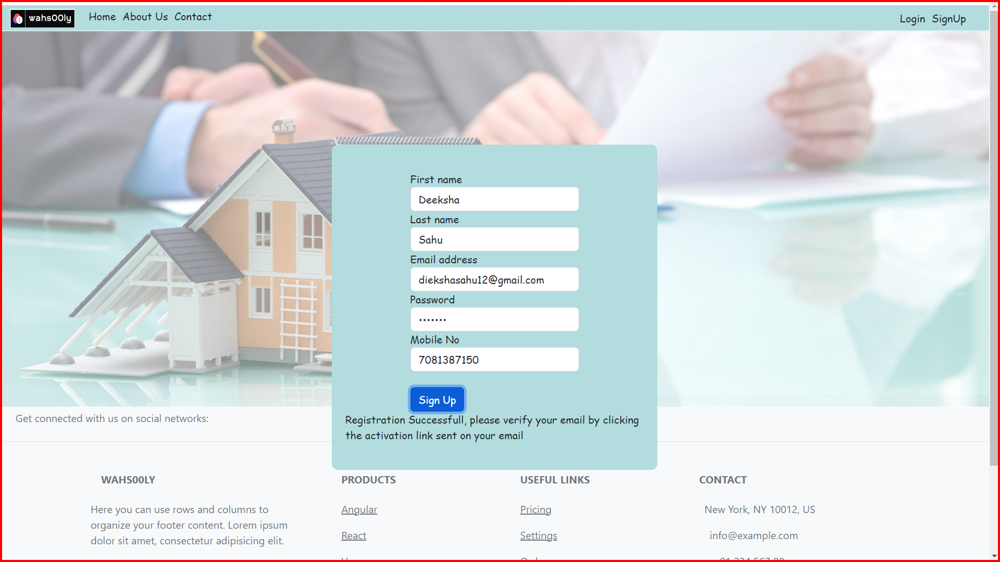 wahs00ly
Home About Us Contact
Login SignUp
First name
Deeksha
Last name
Sahu
Email address
diekshasahu12@gmail.com
Password
•••••••
Mobile No
7081387150
Sign Up
Registration Successfull, please verify your email by clicking
the activation link sent on your email
Get connected with us on social networks:
WAHS00LY
Here you can use rows and columns to
organize your footer content. Lorem ipsum
dolor sit amet, consectetur adipisicing elit.
PRODUCTS
Angular
React
USEFUL LINKS
Pricing
Settings
CONTACT
New York, NY 10012, US
info@example.com